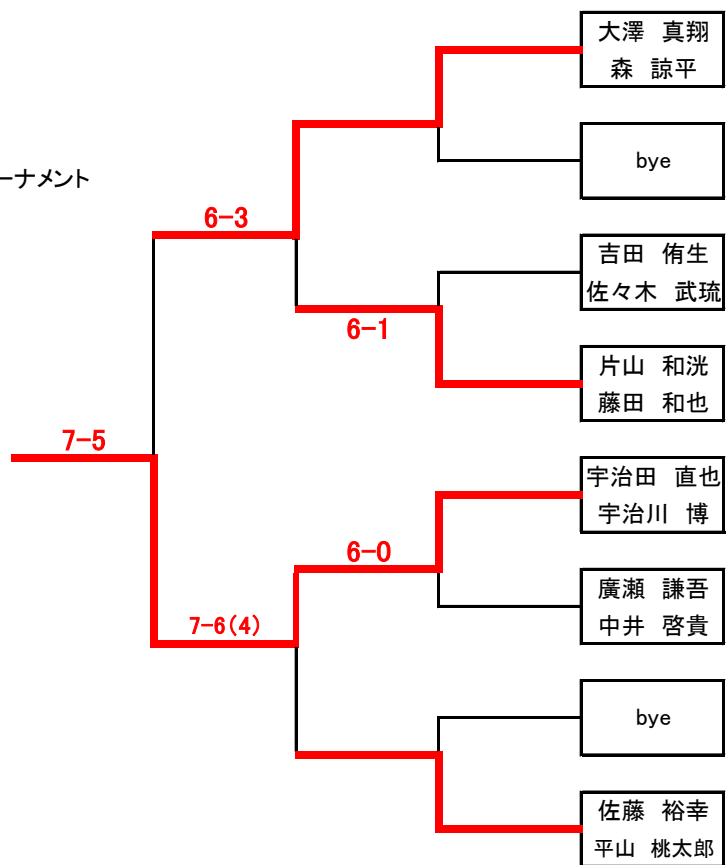 大澤　真翔
森　諒平
bye
ーナメント
6-3
吉田　侑生
佐々木　武琉
6-1
片山　和洸
藤田　和也
7-5
宇治田　直也
宇治川　博
6-0
廣瀬　謙吾
中井　啓貴
7-6(4)
bye
佐藤　裕幸
平山　桃太郎